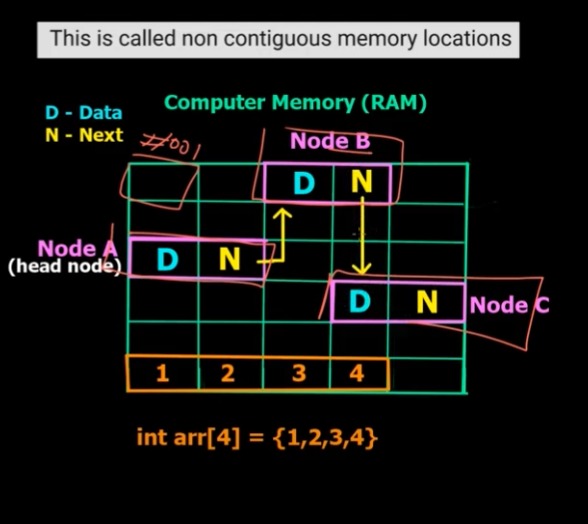 This is called non contiguous memory locations
Computer Memory (RAM)
D - Data
N - Next
#001
Node B
D N
Node A
(head node)
D N
D N
Node C
1 2 3 4
int arr[4] = {1,2,3,4}